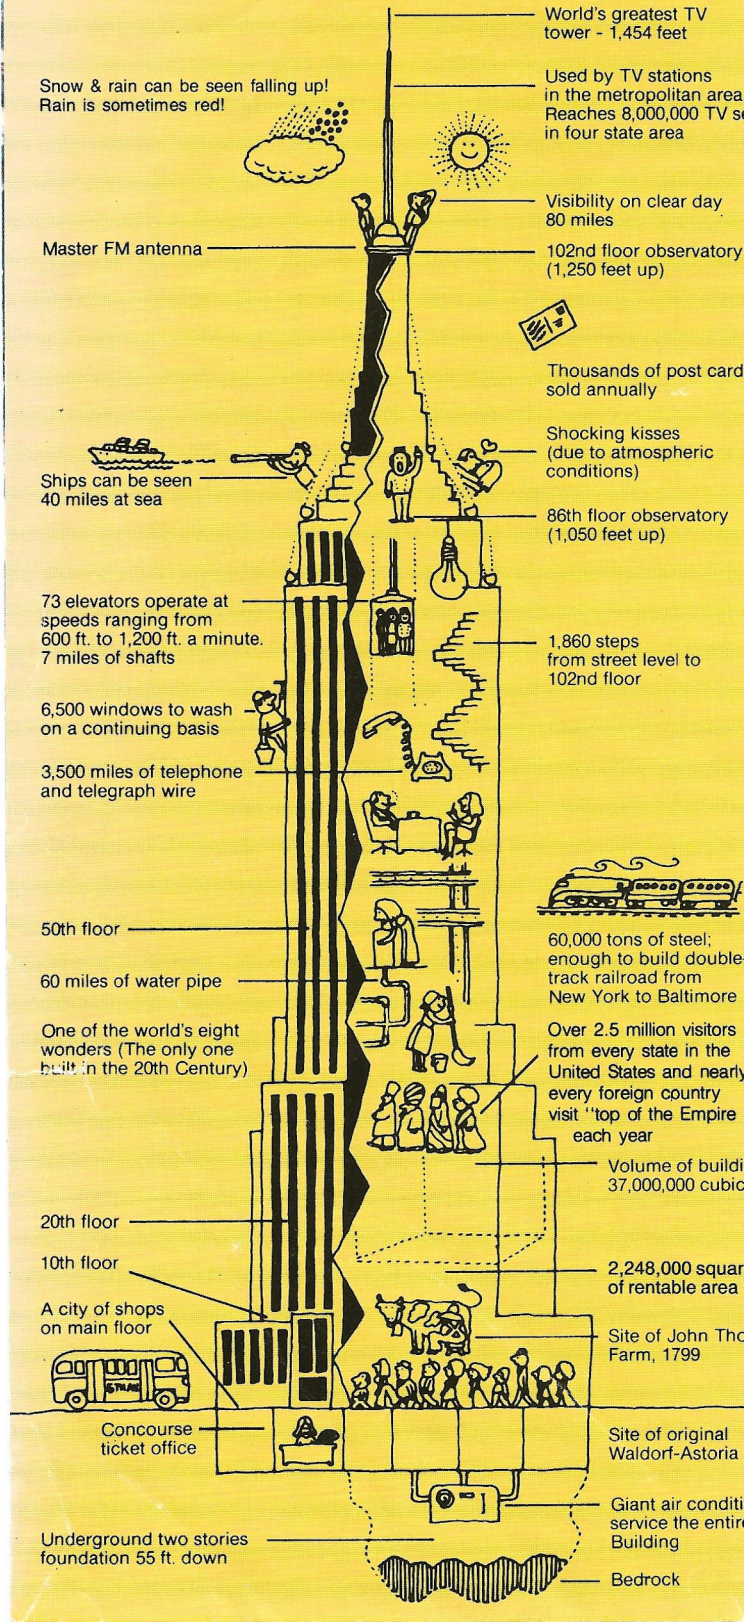 World's greatest TV
tower - 1,454 feet
Snow & rain can be seen falling up!
Rain is sometimes red!
Used by TV stations
in the metropolitan area
Reaches 8,000,000 TV
in four state area
Visibility on clear day
80 miles
Master FM antenna
102nd floor observatory
(1,250 feet up)
Thousands of post card
sold annually
Shocking kisses
(due to atmospheric
conditions)
Ships can be seen
40 miles at sea
86th floor observatory
(1,050 feet up)
73 elevators operate at
speeds ranging from
600 ft. to 1,200 ft. a minute.
7 miles of shafts
1,860 steps
from street level to
102nd floor
6,500 windows to wash
on a continuing basis
3,500 miles of telephone
and telegraph wire
50th floor
60,000 tons of steel;
enough to build double-
track railroad from
New York to Baltimore
60 miles of water pipe
One of the world's eight
wonders (The only one
built in the 20th Century)
Over 2.5 million visitors
from every state in the
United States and nearly
every foreign country
visit "top of the Empire
each year
Volume of
37,000,000 cubic
20th floor
10th floor
2,248,000
of rentable area
A city of shops
on main floor
Site of John
Farm, 1799
Concourse
ticket office
Site of original
Waldorf-Astoria
Giant air
service the
Building
Underground two stories
foundation 55 ft. down
Bedrock